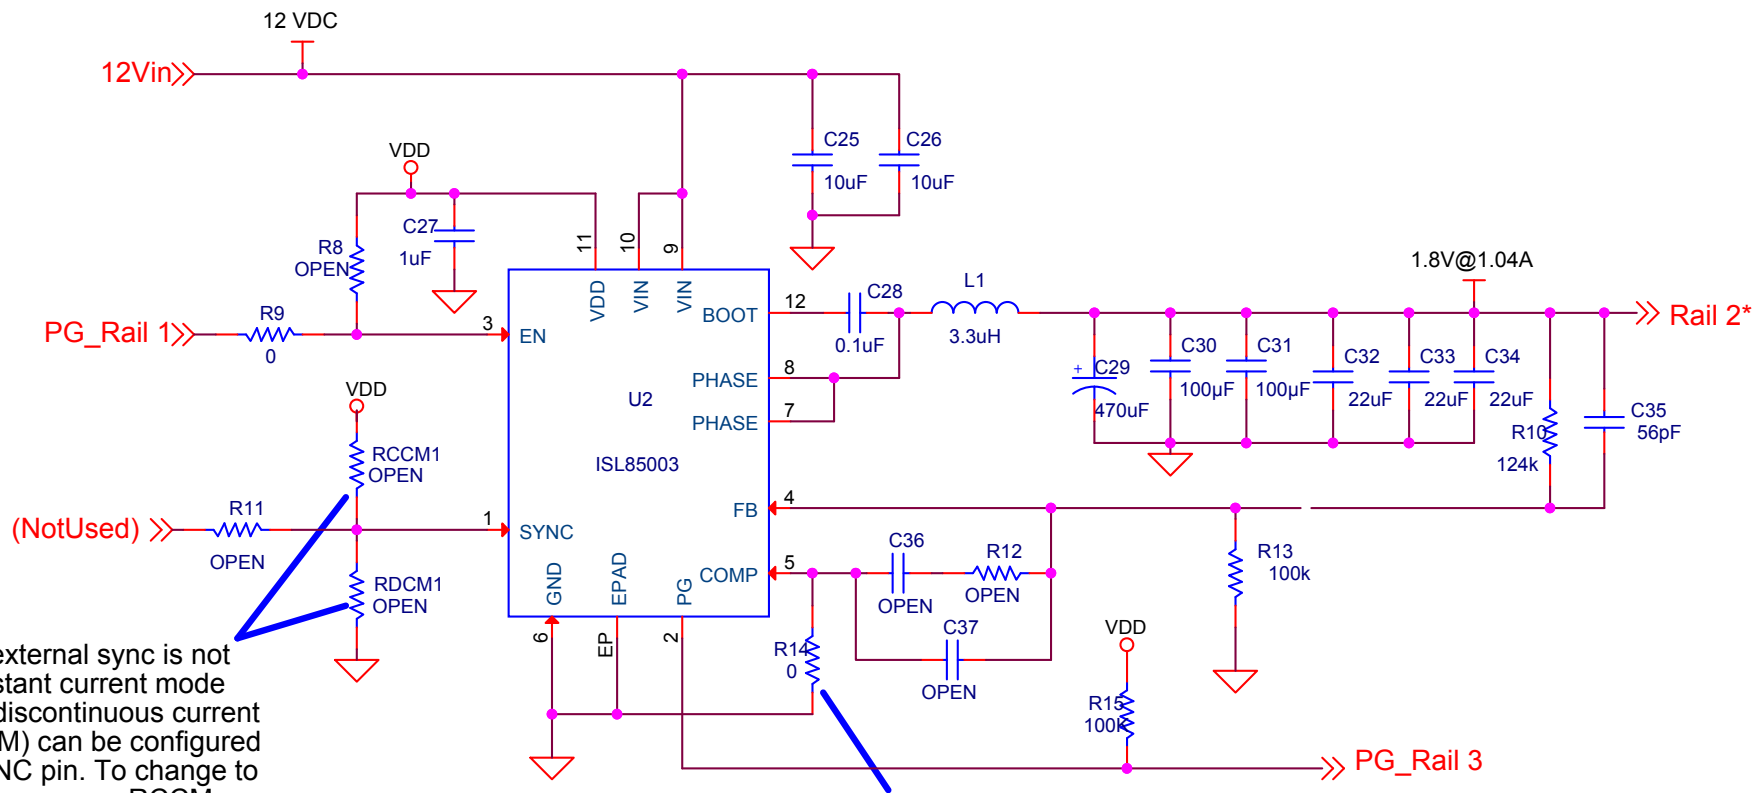 12 VDC
12Vin
VDD
C25
10uF
C26
10uF
C27
1uF
R8
OPEN
11
10
9
1.8V@1.04A
R9
0
PG_Rail 1
3
EN
VDD
VIN
VIN
BOOT
12
C28
0.1uF
L1
3.3uH
Rail 2*
PHASE
8
PHASE
7
U2
ISL85003
C29
470uF
+
C30
100µF
C31
100µF
C32
22uF
C33
22uF
C34
22uF
R10
124k
C35
56pF
VDD
RCCM1
OPEN
(NotUsed)
R11
OPEN
1
SYNC
FB
4
RDCM1
OPEN
GND
EPAD
PG
COMP
5
C36
OPEN
R12
OPEN
R13
100k
6
EP
2
C37
OPEN
R14
0
VDD
R15
100K
PG_Rail 3
external sync is not
stant current mode
discontinuous current
M) can be configured
NC pin. To change to
RCCM